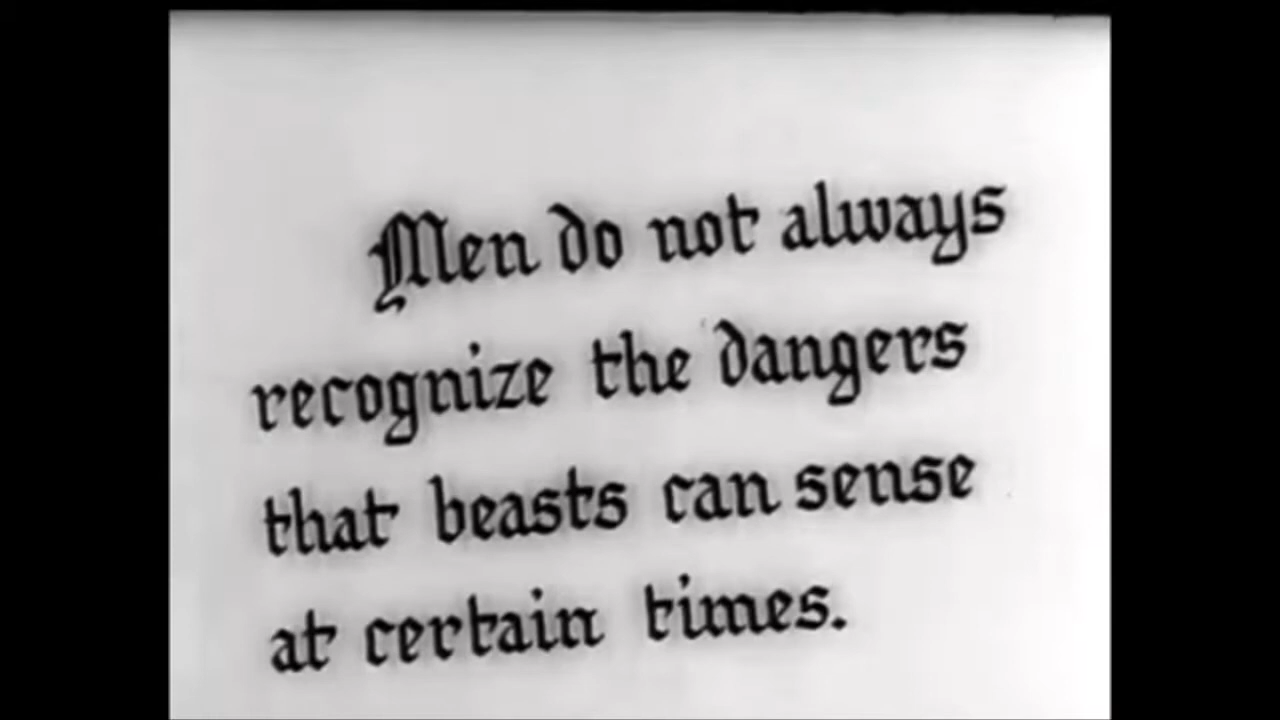 Men do not always
recognize the dangers
that beasts can sense
at certain times.